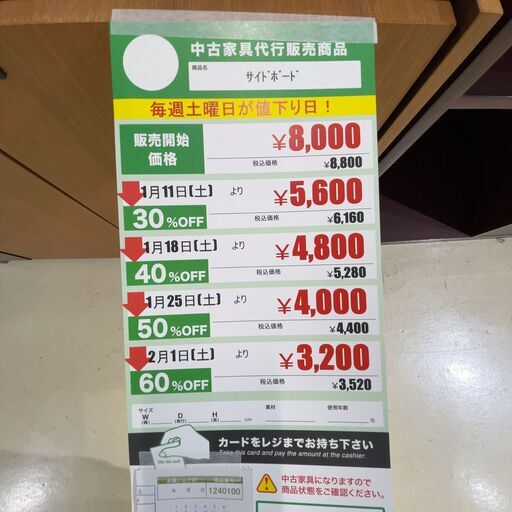 中古家具代行販売商品
商品名
サイドボード
毎週土曜日が値下り日！
販売開始価格
¥8,000
税込価格 ¥8,800
1月11日(土) より ¥5,600
30%OFF 税込価格 ¥6,160
1月18日(土) より ¥4,800
40%OFF 税込価格 ¥5,280
1月25日(土) より ¥4,000
50%OFF 税込価格 ¥4,400
2月1日(土) より ¥3,200
60%OFF 税込価格 ¥3,520
サイズ 素材 使用年数
W(幅) D(奥行) H(高) cm 年
カードをレジまでお持ち下さい
Take this card and pay the amount at the cashier.
中古家具になりますので
商品状態をご確認ください。
年 月 日 1240100